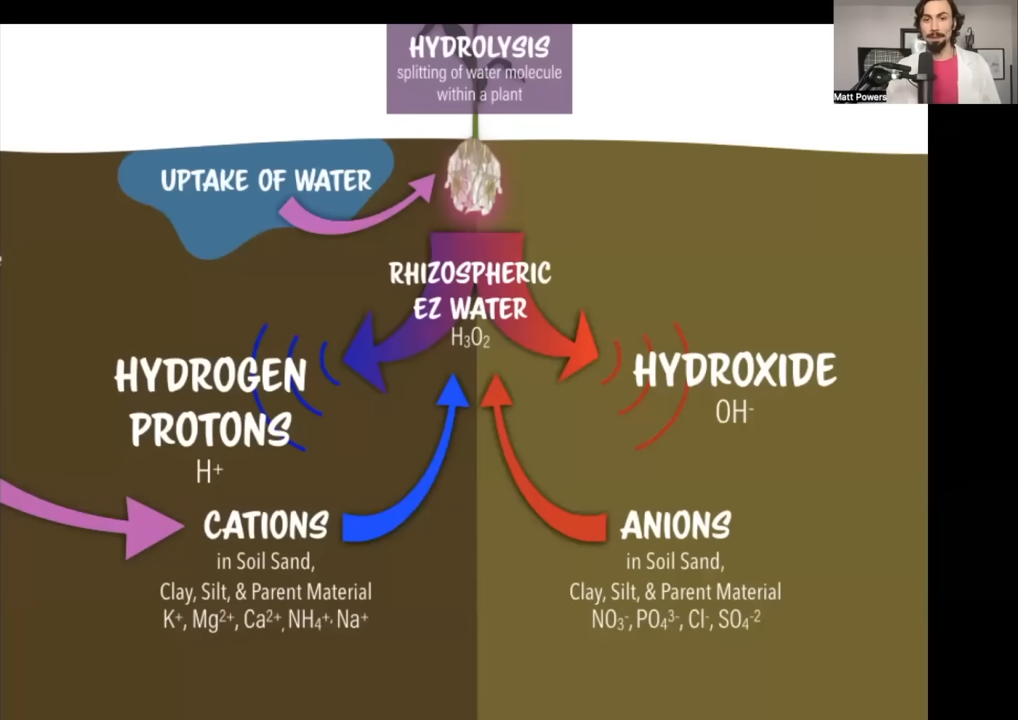 HYDROLYSIS
splitting of water molecule
within a plant
Matt Powers
UPTAKE OF WATER
RHIZOSPHERIC
EZ WATER
H₃O₂
HYDROGEN
PROTONS
H⁺
HYDROXIDE
OH⁻
CATIONS
in Soil Sand,
Clay, Silt, & Parent Material
K⁺, Mg²⁺, Ca²⁺, NH₄⁺, Na⁺
ANIONS
in Soil Sand,
Clay, Silt, & Parent Material
NO₃⁻, PO₄³⁻, Cl⁻, SO₄⁻²